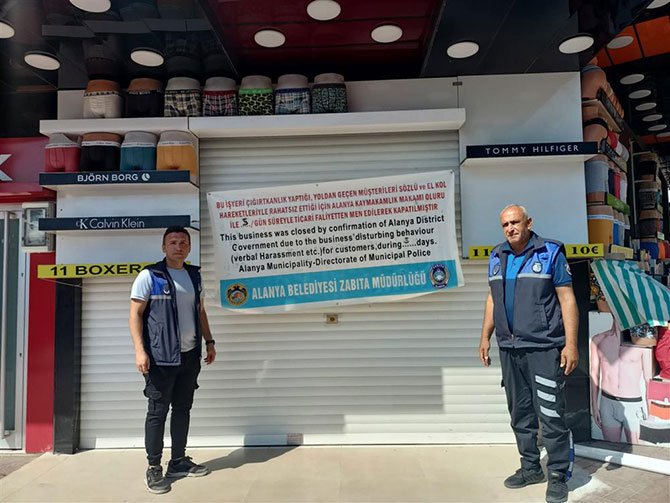 BU İŞYERİ ÇIĞIRTKANLIK YAPTIĞI, YOLDAN GEÇEN MÜŞTERİLERİ SÖZLÜ ve EL KOL
HAREKETLERİYLE RAHATSIZ ETTİĞİ İÇİN ALANYA KAYMAKAMLIK MAKAMI OLURU
İLE .5./GÜN SÜREYLE TİCARİ FALİYETTEN MEN EDİLEREK KAPATILMIŞTIR
This business was closed by confirmation of Alanya District
Government due to the business'disturbing behaviour
(verbal Harassment etc.)for customers,during..5....days.
Alanya Municipality-Directorate of Municipal Police
ALANYA BELEDİYESİ ZABITA MÜDÜRLÜĞÜ
BJÖRN BORG
CK Calvin Klein
11 BOXERS
TOMMY HILFIGER
11
10€